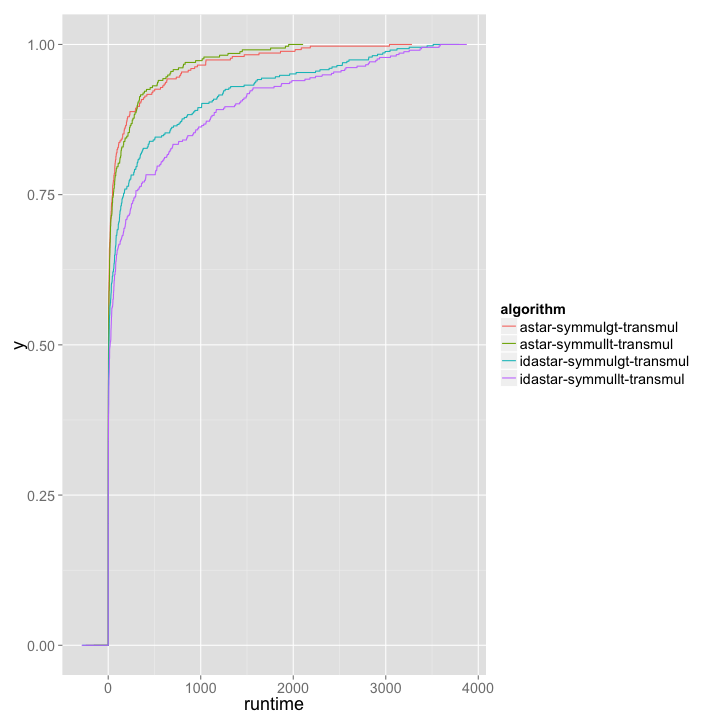 1.00
0.75
0.50
0.25
0.00
y
0
1000
2000
3000
4000
runtime
algorithm
astar-symmulgt-transmul
astar-symmullt-transmul
idastar-symmulgt-transmul
idastar-symmullt-transmul